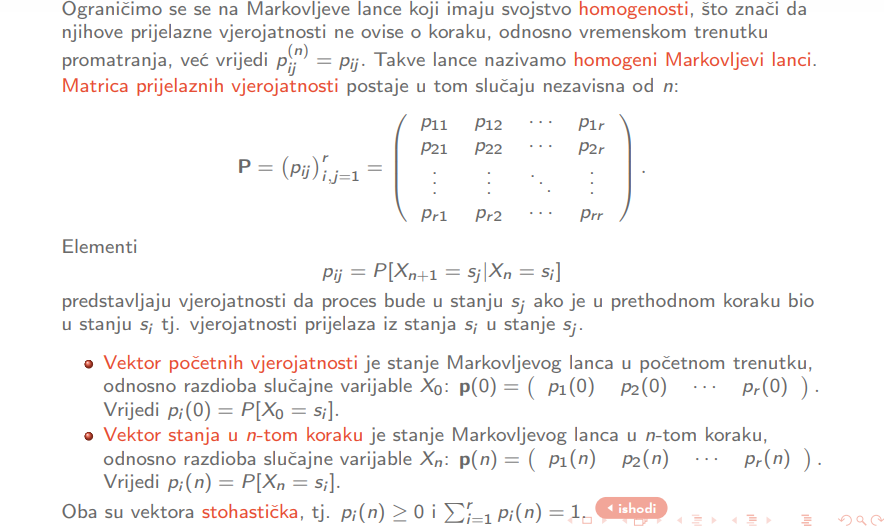 Ograničimo se se na Markovljeve lance koji imaju svojstvo homogenosti, što znači da
njihove prijelazne vjerojatnosti ne ovise o koraku, odnosno vremenskom trenutku
promatranja, već vrijedi $p_{ij}^{(n)} = p_{ij}$. Takve lance nazivamo homogeni Markovljevi lanci.
Matrica prijelaznih vjerojatnosti postaje u tom slučaju nezavisna od $n$:
$\mathbf{P} = (p_{ij})_{i,j=1}^{r} = \begin{pmatrix} p_{11} & p_{12} & \cdots & p_{1r} \\ p_{21} & p_{22} & \cdots & p_{2r} \\ \vdots & \vdots & \ddots & \vdots \\ p_{r1} & p_{r2} & \cdots & p_{rr} \end{pmatrix}.$
Elementi
$p_{ij} = P[X_{n+1} = s_j | X_n = s_i]$
predstavljaju vjerojatnosti da proces bude u stanju $s_j$ ako je u prethodnom koraku bio
u stanju $s_i$ tj. vjerojatnosti prijelaza iz stanja $s_i$ u stanje $s_j$.
Vektor početnih vjerojatnosti je stanje Markovljevog lanca u početnom trenutku,
odnosno razdioba slučajne varijable $X_0$: $\mathbf{p}(0) = ( p_1(0) \quad p_2(0) \quad \cdots \quad p_r(0) )$.
Vrijedi $p_i(0) = P[X_0 = s_i]$.
Vektor stanja u $n$-tom koraku je stanje Markovljevog lanca u $n$-tom koraku,
odnosno razdioba slučajne varijable $X_n$: $\mathbf{p}(n) = ( p_1(n) \quad p_2(n) \quad \cdots \quad p_r(n) )$.
Vrijedi $p_i(n) = P[X_n = s_i]$.
Oba su vektora stohastička, tj. $p_i(n) \geq 0$ i $\sum_{i=1}^{r} p_i(n) = 1$. ishodi